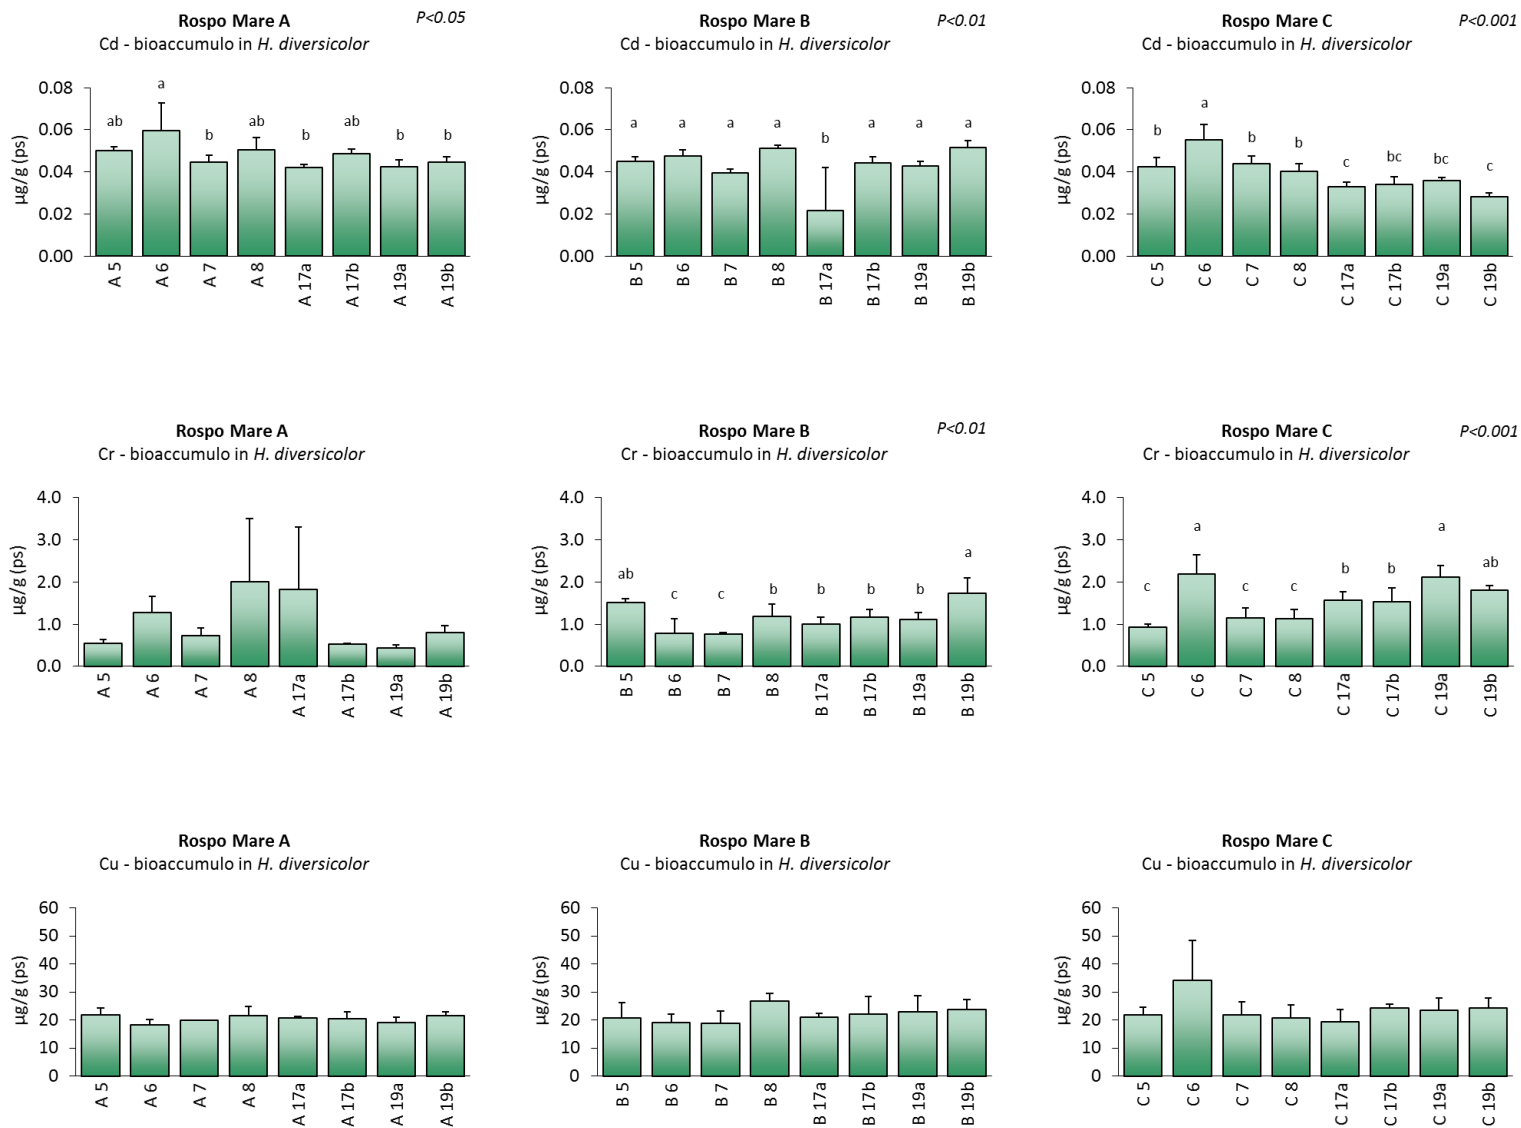 Rospo Mare A
P<0.05
Cd - bioaccumulo in H. diversicolor
µg/g (ps)
0.08
0.06
0.04
0.02
0.00
ab
a
b
ab
b
ab
b
b
A 5
A 6
A 7
A 8
A 17a
A 17b
A 19a
A 19b
Rospo Mare B
P<0.01
Cd - bioaccumulo in H. diversicolor
µg/g (ps)
0.08
0.06
0.04
0.02
0.00
a
a
a
a
b
a
a
a
B 5
B 6
B 7
B 8
B 17a
B 17b
B 19a
B 19b
Rospo Mare C
P<0.001
Cd - bioaccumulo in H. diversicolor
µg/g (ps)
0.08
0.06
0.04
0.02
0.00
b
a
b
b
c
bc
bc
c
C 5
C 6
C 7
C 8
C 17a
C 17b
C 19a
C 19b
Rospo Mare A
Cr - bioaccumulo in H. diversicolor
µg/g (ps)
4.0
3.0
2.0
1.0
0.0
A 5
A 6
A 7
A 8
A 17a
A 17b
A 19a
A 19b
Rospo Mare B
P<0.01
Cr - bioaccumulo in H. diversicolor
µg/g (ps)
4.0
3.0
2.0
1.0
0.0
ab
c
c
b
b
b
b
a
B 5
B 6
B 7
B 8
B 17a
B 17b
B 19a
B 19b
Rospo Mare C
P<0.001
Cr - bioaccumulo in H. diversicolor
µg/g (ps)
4.0
3.0
2.0
1.0
0.0
c
a
c
c
b
b
a
ab
C 5
C 6
C 7
C 8
C 17a
C 17b
C 19a
C 19b
Rospo Mare A
Cu - bioaccumulo in H. diversicolor
µg/g (ps)
60
50
40
30
20
10
0
A 5
A 6
A 7
A 8
A 17a
A 17b
A 19a
A 19b
Rospo Mare B
Cu - bioaccumulo in H. diversicolor
µg/g (ps)
60
50
40
30
20
10
0
B 5
B 6
B 7
B 8
B 17a
B 17b
B 19a
B 19b
Rospo Mare C
Cu - bioaccumulo in H. diversicolor
µg/g (ps)
60
50
40
30
20
10
0
C 5
C 6
C 7
C 8
C 17a
C 17b
C 19a
C 19b